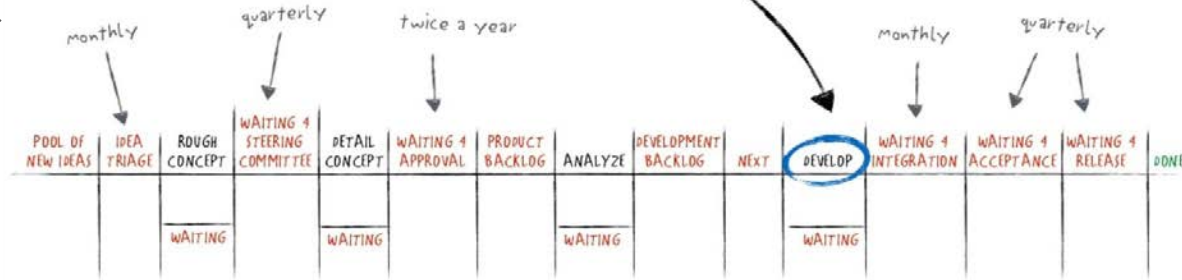 monthly
quarterly
twice a year
monthly
quarterly
POOL OF
NEW IDEAS
IDEA
TRIAGE
ROUGH
CONCEPT
WAITING 4
STEERING
COMMITTEE
DETAIL
CONCEPT
WAITING 4
APPROVAL
PRODUCT
BACKLOG
ANALYZE
DEVELOPMENT
BACKLOG
NEXT
DEVELOP
WAITING 4
INTEGRATION
WAITING 4
ACCEPTANCE
WAITING 4
RELEASE
DONE
WAITING
WAITING
WAITING
WAITING